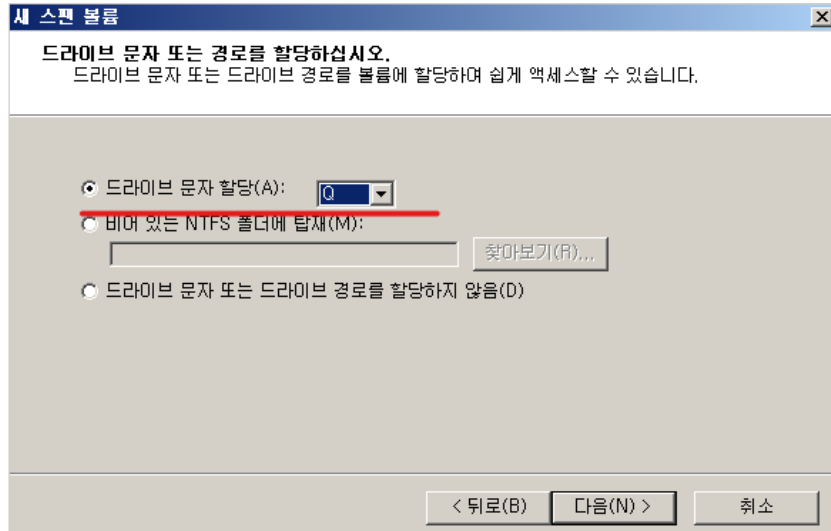 새 스팬 볼륨
드라이브 문자 또는 경로를 할당하십시오.
드라이브 문자 또는 드라이브 경로를 볼륨에 할당하여 쉽게 액세스할 수 있습니다.
드라이브 문자 할당(A): Q
비어 있는 NTFS 폴더에 탑재(M):
찾아보기(R)...
드라이브 문자 또는 드라이브 경로를 할당하지 않음(D)
< 뒤로(B) 다음(N) > 취소